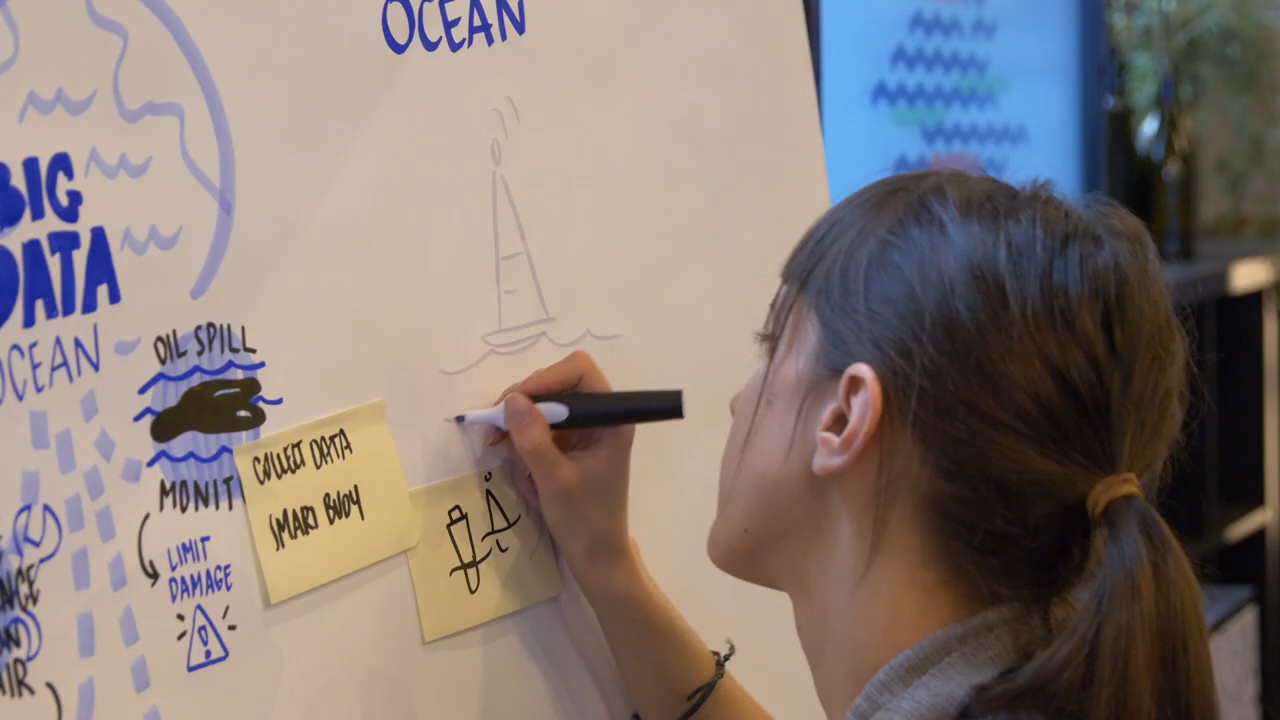 OCEAN
BIG
DATA
OCEAN
OIL SPILL
MONIT
LIMIT
DAMAGE
COLLECT DATA
SMART BUOY